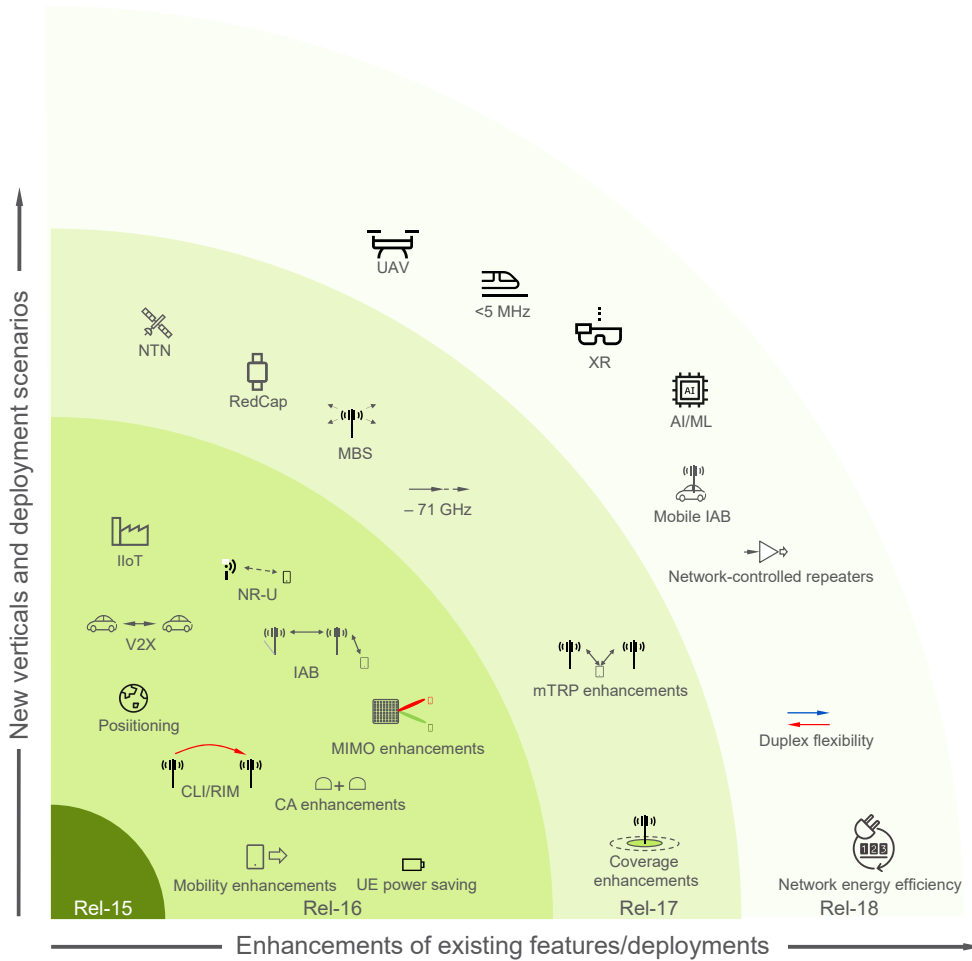 UAV
<5 MHz
XR
AI
AI/ML
NTN
RedCap
MBS
– 71 GHz
Mobile IAB
Network-controlled repeaters
IIoT
NR-U
V2X
IAB
mTRP enhancements
Posiitioning
MIMO enhancements
Duplex flexibility
CLI/RIM
CA enhancements
Mobility enhancements
UE power saving
Coverage
enhancements
123
Network energy efficiency
Rel-15
Rel-16
Rel-17
Rel-18
New verticals and deployment scenarios
Enhancements of existing features/deployments